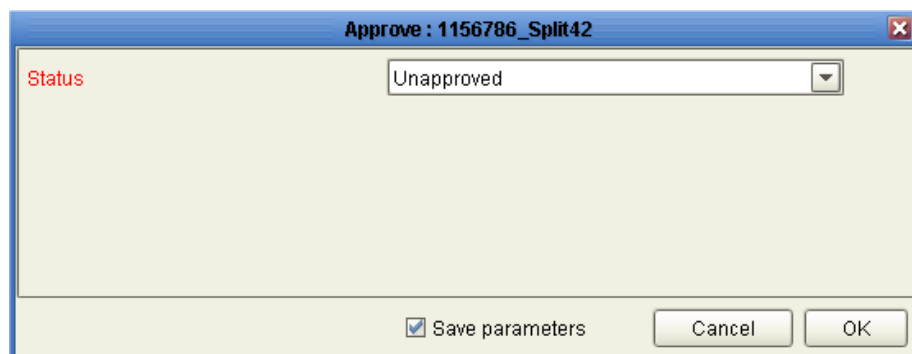 Approve : 1156786_Split42
Status Unapproved
Save parameters Cancel OK